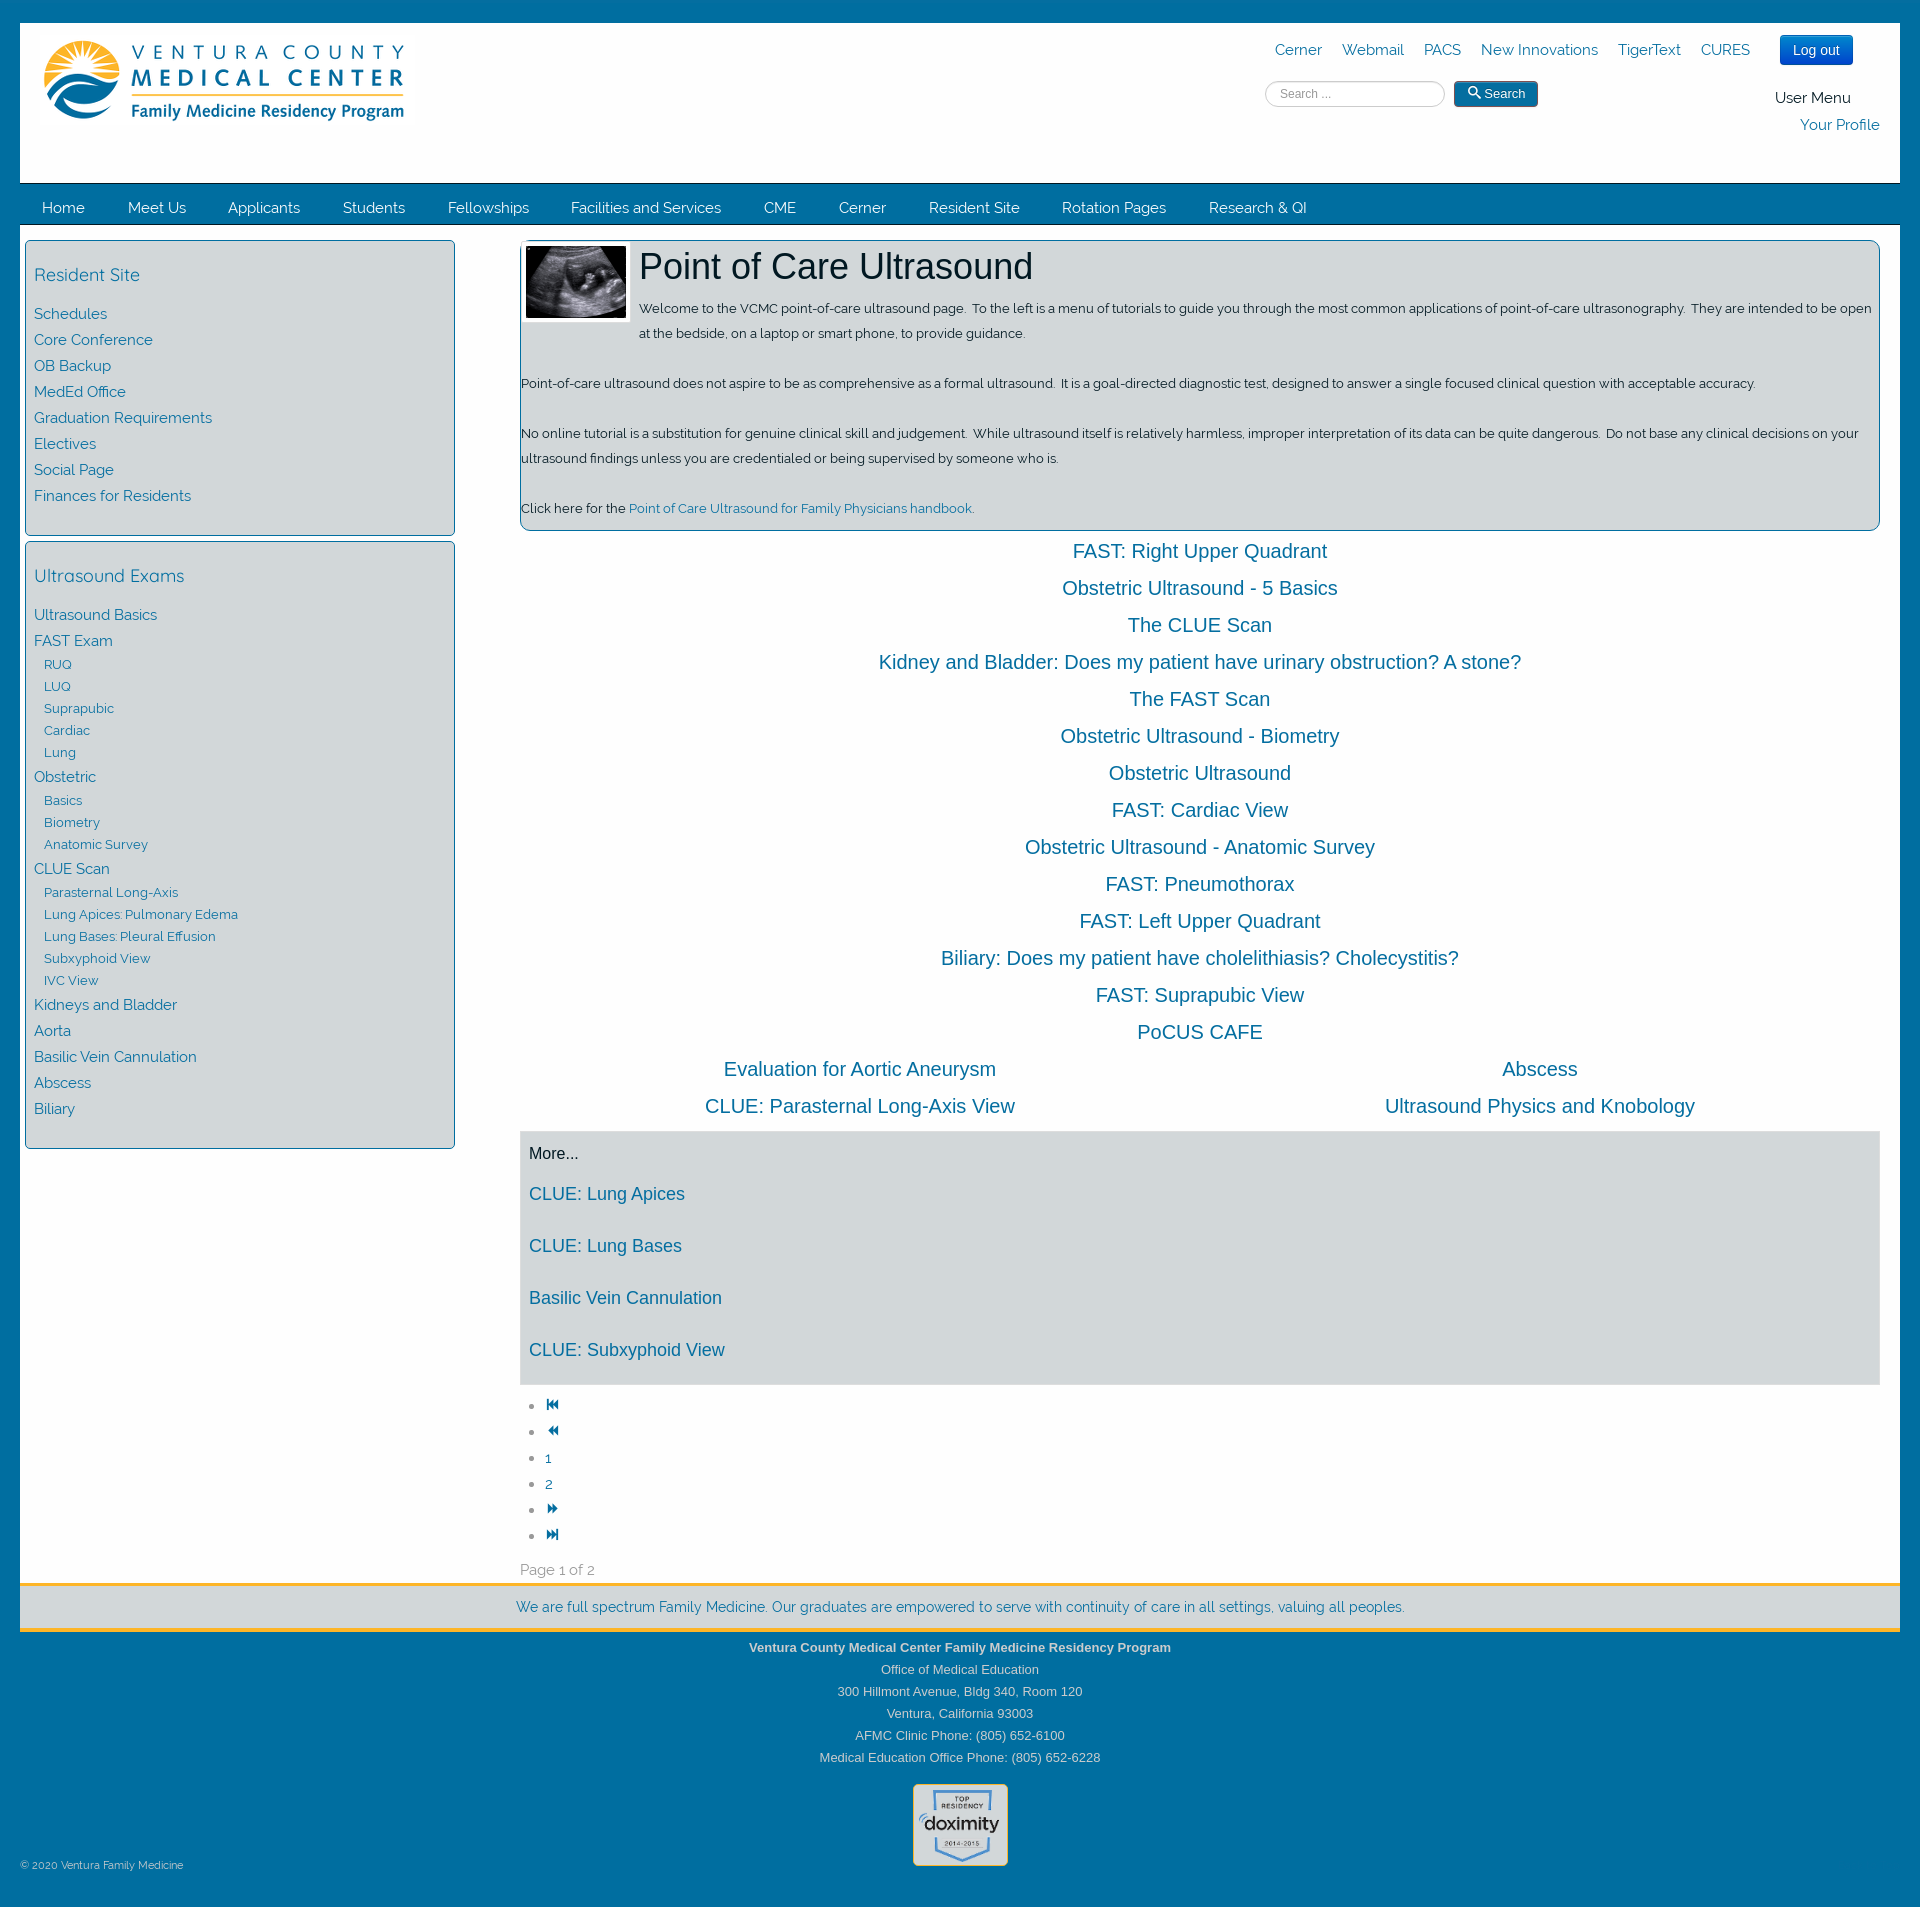 VENTURA COUNTY
MEDICAL CENTER
Family Medicine Residency Program
Cerner Webmail PACS New Innovations TigerText CURES Log out
Search ... Search
User Menu
Your Profile
Home Meet Us Applicants Students Fellowships Facilities and Services CME Cerner Resident Site Rotation Pages Research & QI
Resident Site
Schedules
Core Conference
OB Backup
MedEd Office
Graduation Requirements
Electives
Social Page
Finances for Residents
Ultrasound Exams
Ultrasound Basics
FAST Exam
RUQ
LUQ
Suprapubic
Cardiac
Lung
Obstetric
Basics
Biometry
Anatomic Survey
CLUE Scan
Parasternal Long-Axis
Lung Apices: Pulmonary Edema
Lung Bases: Pleural Effusion
Subxyphoid View
IVC View
Kidneys and Bladder
Aorta
Basilic Vein Cannulation
Abscess
Biliary
Point of Care Ultrasound
Welcome to the VCMC point-of-care ultrasound page. To the left is a menu of tutorials to guide you through the most common applications of point-of-care ultrasonography. They are intended to be open
at the bedside, on a laptop or smart phone, to provide guidance.
Point-of-care ultrasound does not aspire to be as comprehensive as a formal ultrasound. It is a goal-directed diagnostic test, designed to answer a single focused clinical question with acceptable accuracy.
No online tutorial is a substitution for genuine clinical skill and judgement. While ultrasound itself is relatively harmless, improper interpretation of its data can be quite dangerous. Do not base any clinical decisions on your
ultrasound findings unless you are credentialed or being supervised by someone who is.
Click here for the Point of Care Ultrasound for Family Physicians handbook.
FAST: Right Upper Quadrant
Obstetric Ultrasound - 5 Basics
The CLUE Scan
Kidney and Bladder: Does my patient have urinary obstruction? A stone?
The FAST Scan
Obstetric Ultrasound - Biometry
Obstetric Ultrasound
FAST: Cardiac View
Obstetric Ultrasound - Anatomic Survey
FAST: Pneumothorax
FAST: Left Upper Quadrant
Biliary: Does my patient have cholelithiasis? Cholecystitis?
FAST: Suprapubic View
PoCUS CAFE
Evaluation for Aortic Aneurysm Abscess
CLUE: Parasternal Long-Axis View Ultrasound Physics and Knobology
More...
CLUE: Lung Apices
CLUE: Lung Bases
Basilic Vein Cannulation
CLUE: Subxyphoid View
1
2
Page 1 of 2
We are full spectrum Family Medicine. Our graduates are empowered to serve with continuity of care in all settings, valuing all peoples.
Ventura County Medical Center Family Medicine Residency Program
Office of Medical Education
300 Hillmont Avenue, Bldg 340, Room 120
Ventura, California 93003
AFMC Clinic Phone: (805) 652-6100
Medical Education Office Phone: (805) 652-6228
TOP
RESIDENCY
doximity
2014-2015
© 2020 Ventura Family Medicine